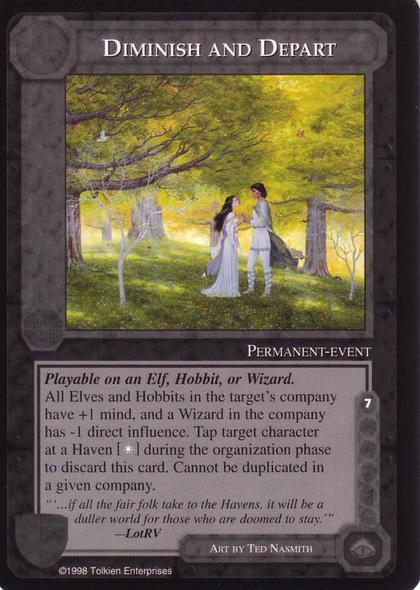 DIMINISH AND DEPART
PERMANENT-EVENT
Playable on an Elf, Hobbit, or Wizard.
All Elves and Hobbits in the target's company
have +1 mind, and a Wizard in the company
has -1 direct influence. Tap target character
at a Haven [*] during the organization phase
to discard this card. Cannot be duplicated in
a given company.
7
“‘...if all the fair folk take to the Havens, it will be a
duller world for those who are doomed to stay.’”
—LotRV
ART BY TED NASMITH
©1998 Tolkien Enterprises